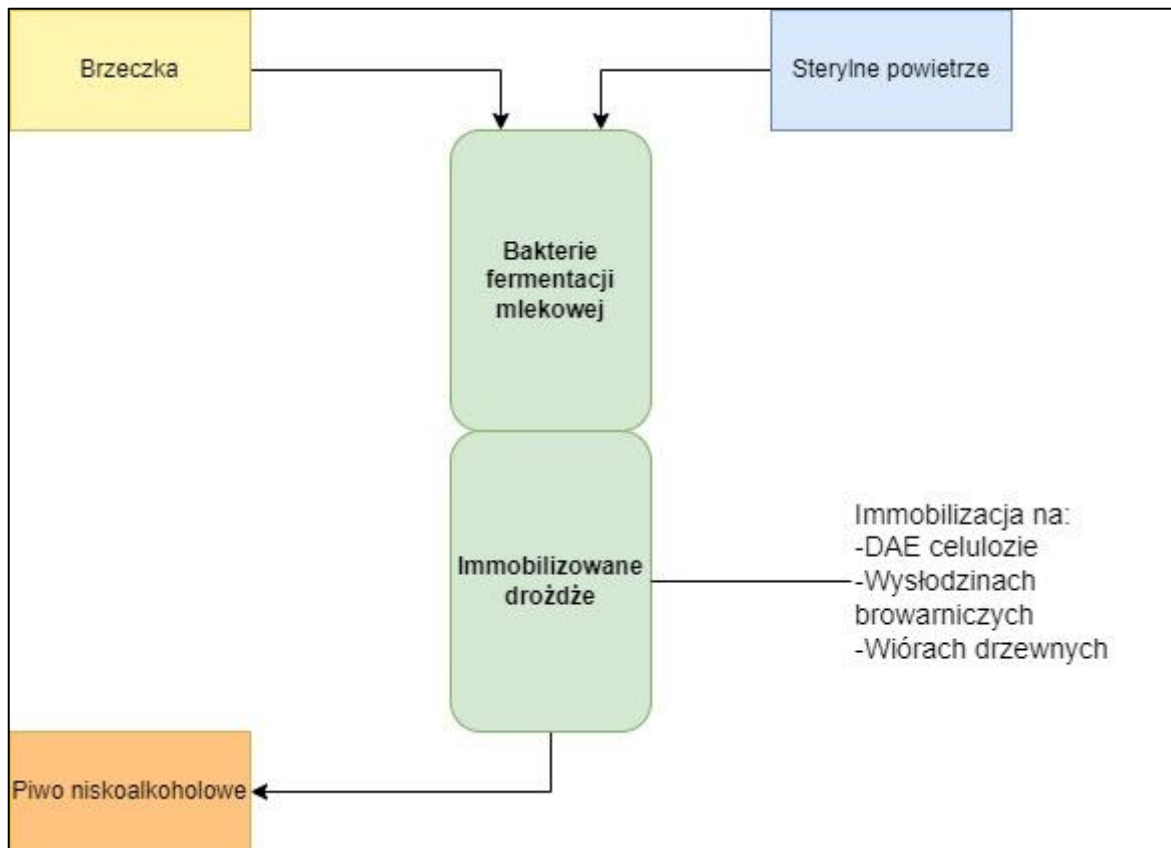 Brzeczka
Sterylne powietrze
Bakterie
fermentacji
mlekowej
Immobilizowane
drożdże
Immobilizacja na:
-DAE celulozie
-Wysłodzinach
browarniczych
-Wiórach drzewnych
Piwo niskoalkoholowe